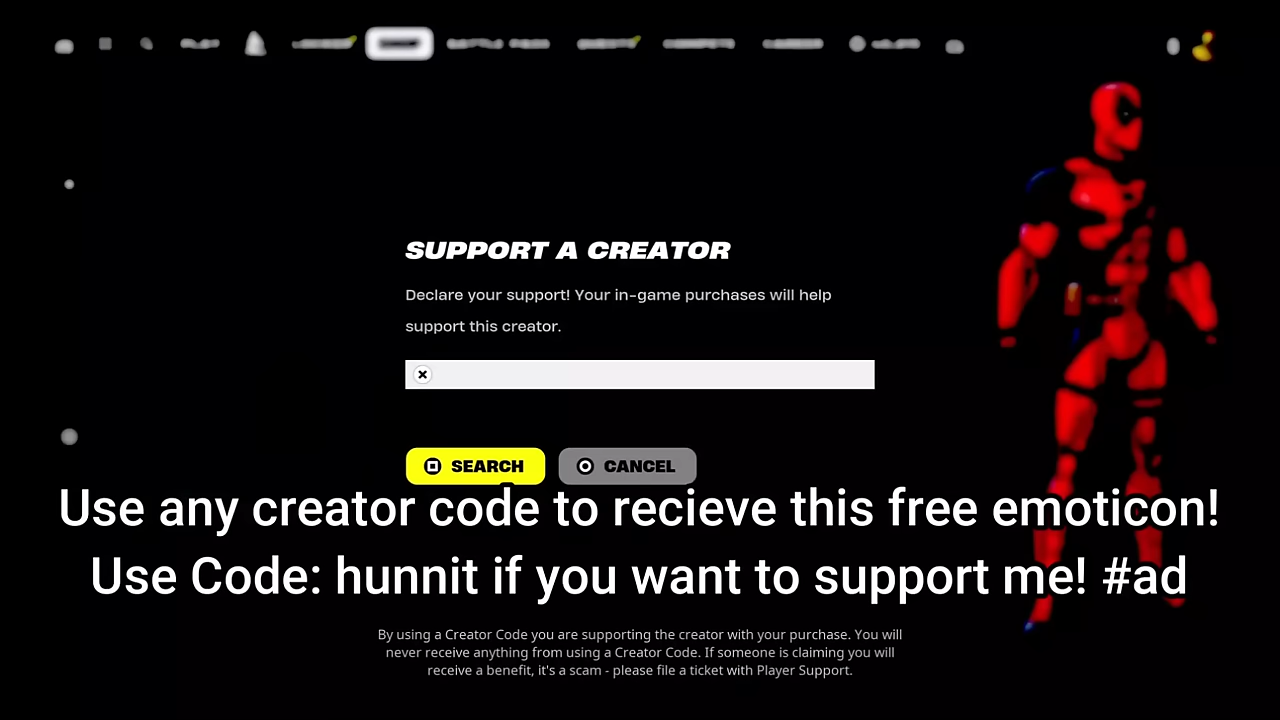 SUPPORT A CREATOR
Declare your support! Your in-game purchases will help
support this creator.
SEARCH
CANCEL
Use any creator code to recieve this free emoticon!
Use Code: hunnit if you want to support me! #ad
By using a Creator Code you are supporting the creator with your purchase. You will
never receive anything from using a Creator Code. If someone is claiming you will
receive a benefit, it's a scam - please file a ticket with Player Support.